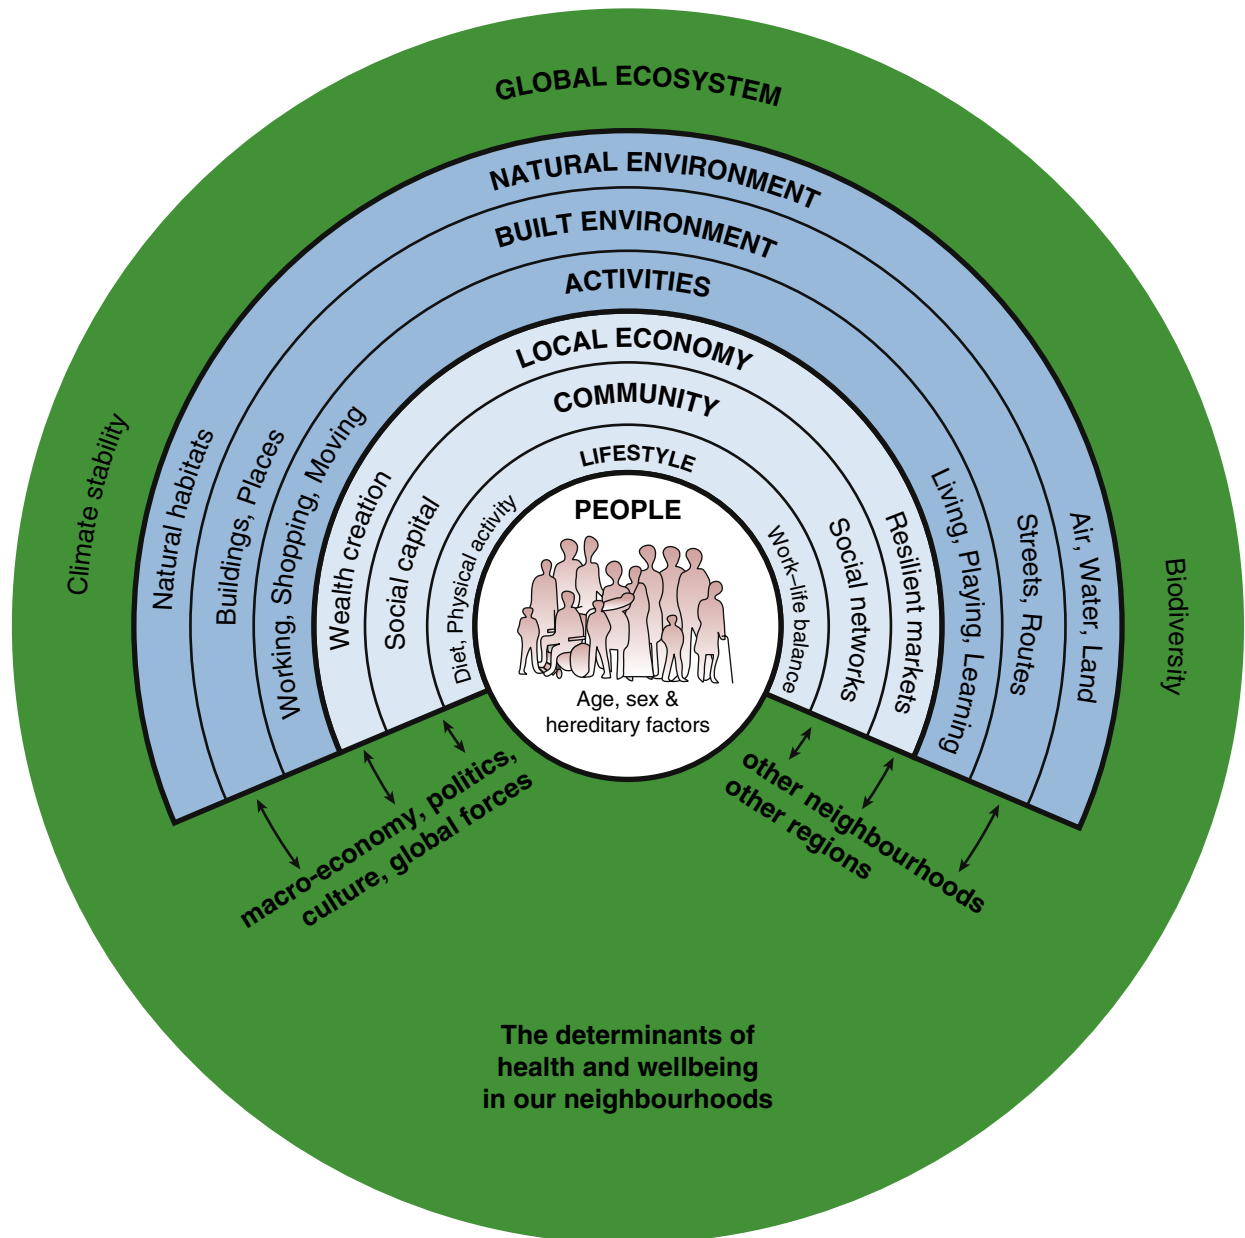 GLOBAL ECOSYSTEM
NATURAL ENVIRONMENT
BUILT ENVIRONMENT
ACTIVITIES
LOCAL ECONOMY
COMMUNITY
LIFESTYLE
PEOPLE
Age, sex &
hereditary factors
Climate stability
Natural habitats
Buildings, Places
Working, Shopping, Moving
Wealth creation
Social capital
Diet, Physical activity
Work–life balance
Social networks
Resilient markets
Living, Playing, Learning
Streets, Routes
Air, Water, Land
Biodiversity
macro-economy, politics,
culture, global forces
other neighbourhoods
other regions
The determinants of
health and wellbeing
in our neighbourhoods